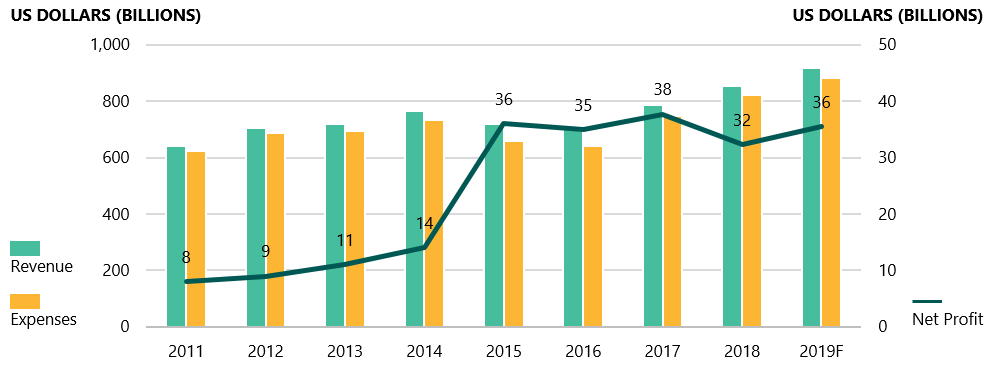 US DOLLARS (BILLIONS) US DOLLARS (BILLIONS)
1,000 50
800 40
600 30
400 20
200 10
0 0
8 9 11 14 36 35 38 32 36
Revenue
Expenses
Net Profit
2011 2012 2013 2014 2015 2016 2017 2018 2019F